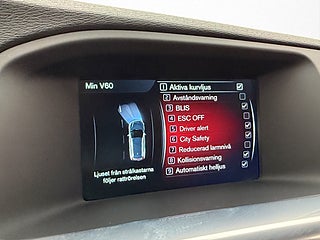 Min V60
1 Aktiva kurvljus
2 Avståndsvarning
3 BLIS
4 ESC OFF
5 Driver alert
6 City Safety
7 Reducerad larmnivå
8 Kollisionsvarning
9 Automatiskt helljus
Ljuset från strålkastarna
följer rattrörelsen